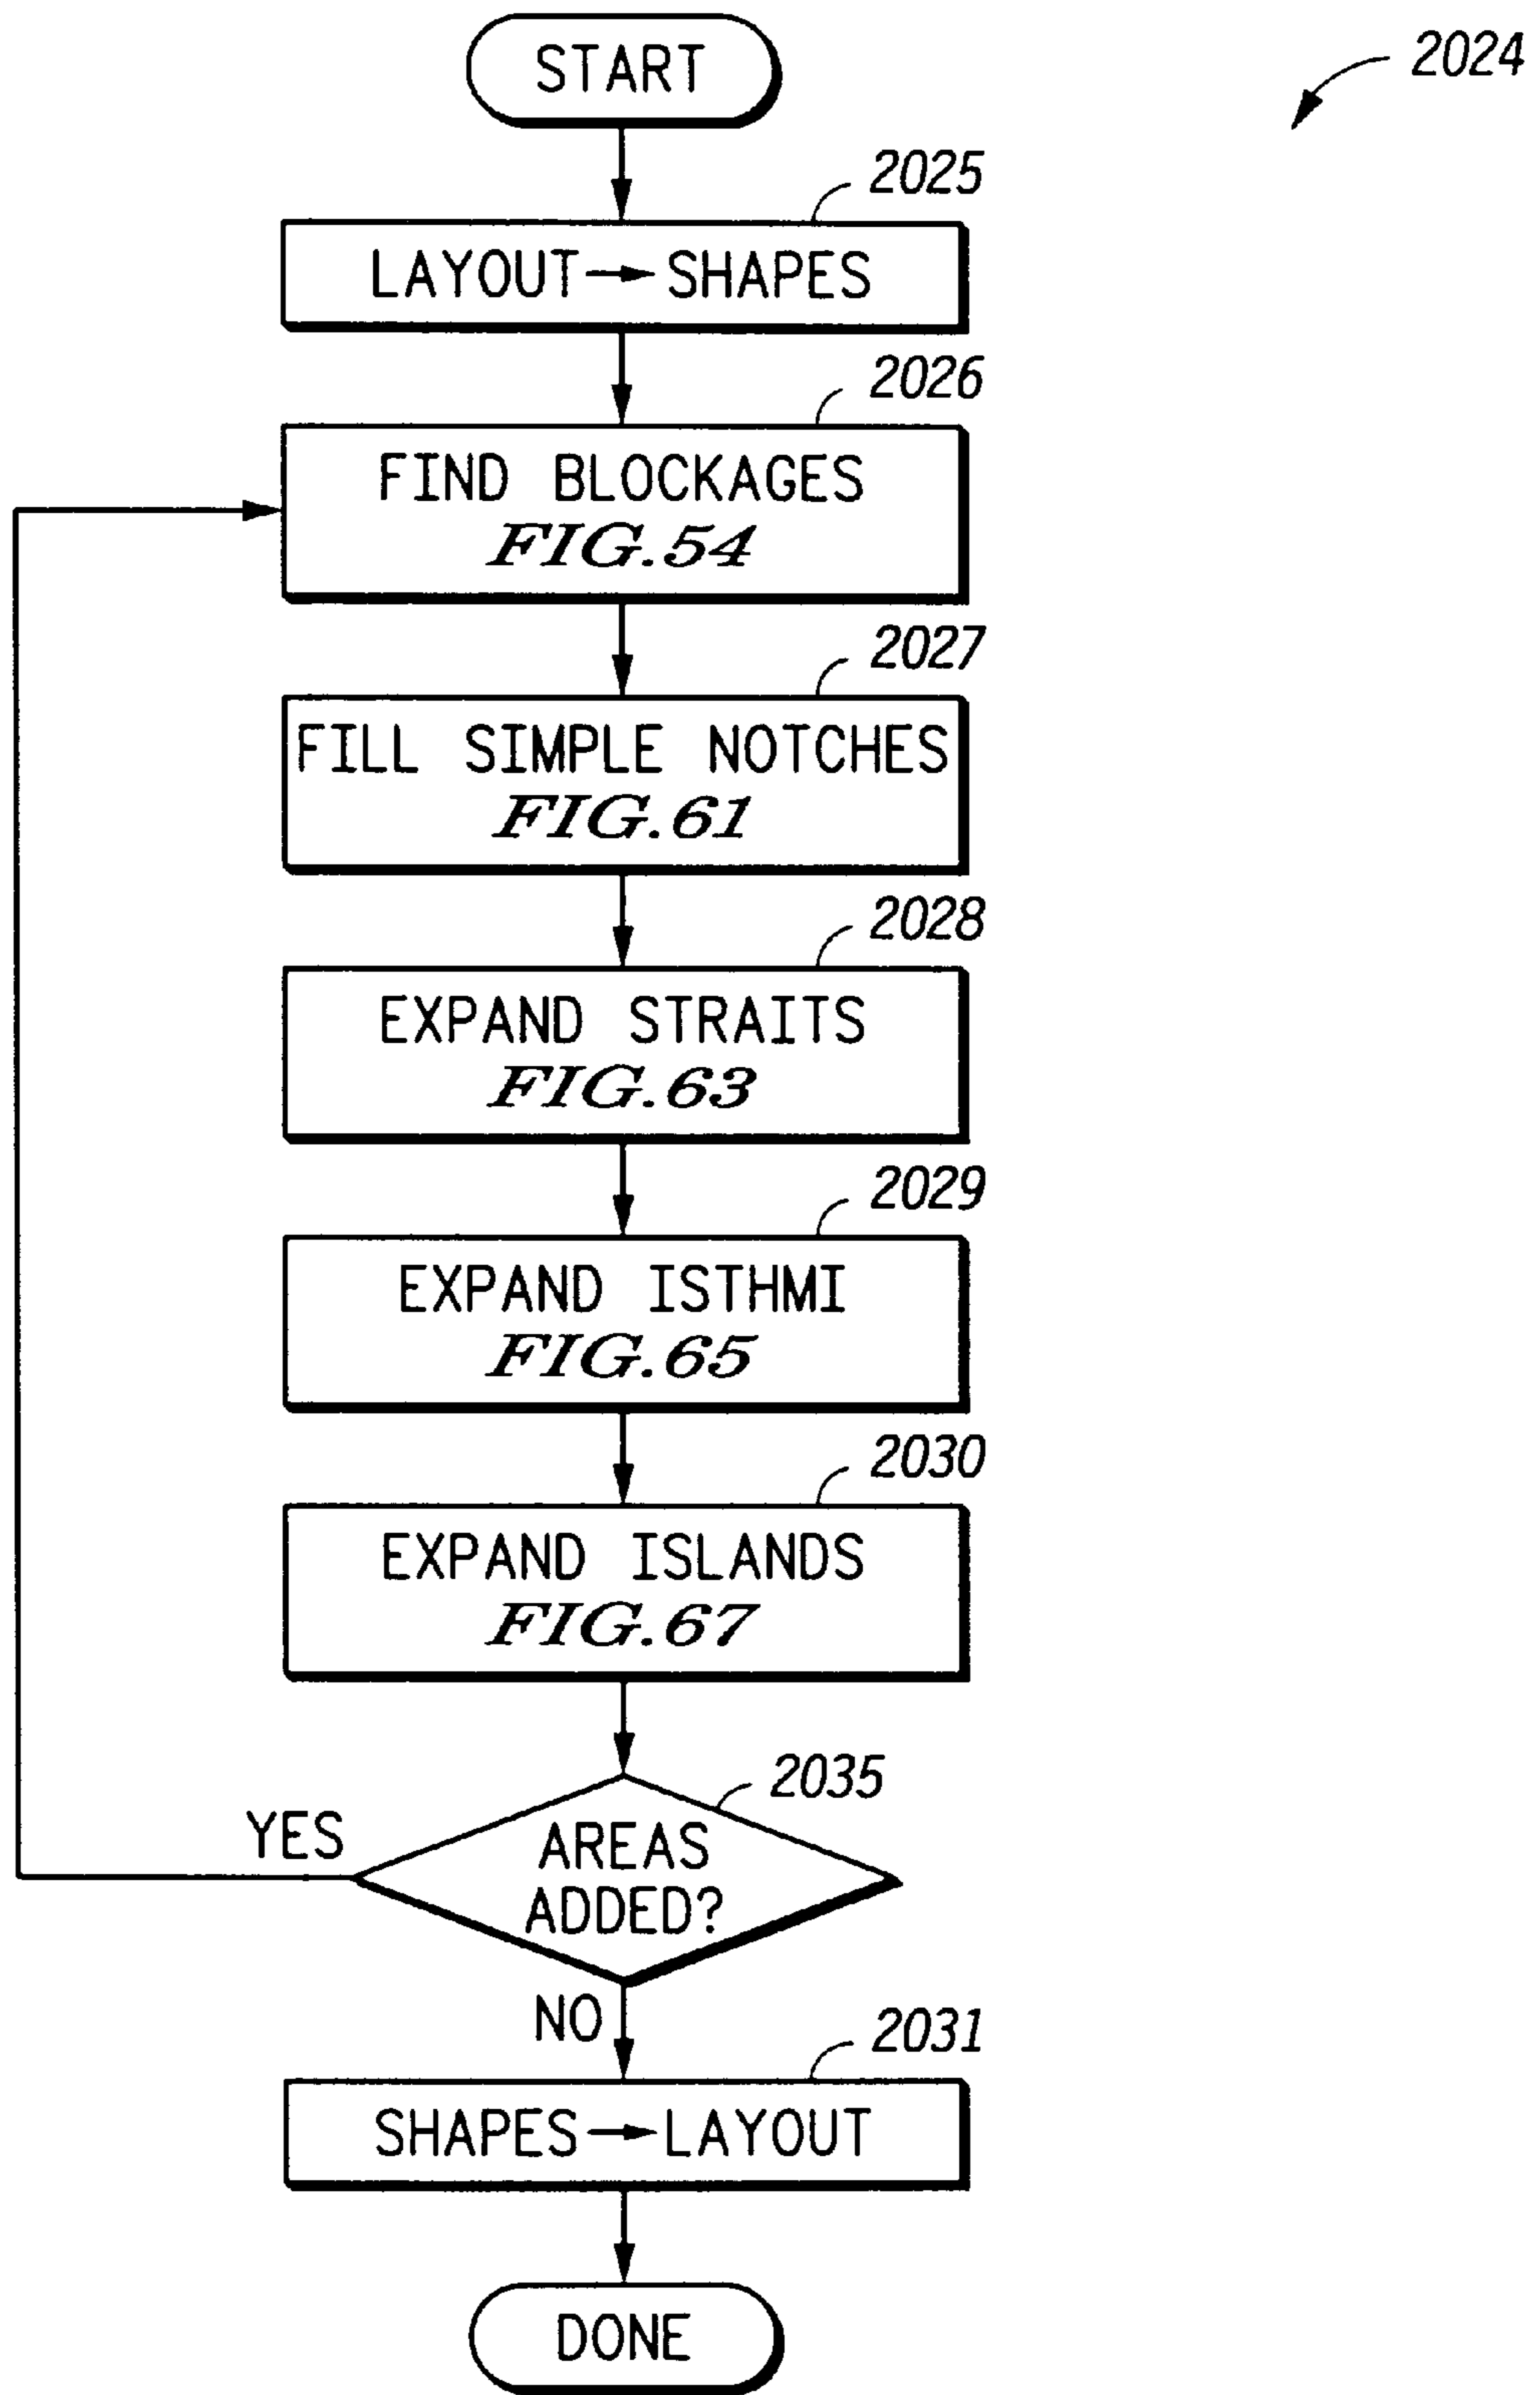 START
2024
2025
LAYOUT → SHAPES
2026
FIND BLOCKAGES
FIG.54
2027
FILL SIMPLE NOTCHES
FIG.61
2028
EXPAND STRAITS
FIG.63
2029
EXPAND ISTHMI
FIG.65
2030
EXPAND ISLANDS
FIG.67
2035
YES
AREAS
ADDED?
NO
2031
SHAPES → LAYOUT
DONE